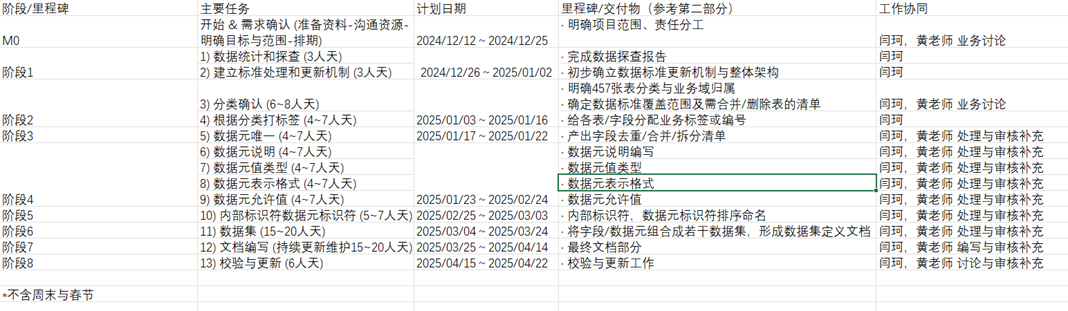 阶段/里程碑 主要任务 计划日期 里程碑/交付物（参考第二部分） 工作协同
开始 & 需求确认 (准备资料-沟通资源- · 明确项目范围、责任分工
M0 明确目标与范围-排期) 2024/12/12 ~ 2024/12/25 闫珂，黄老师 业务讨论
1) 数据统计和探查 (3人天) · 完成数据探查报告 闫珂
阶段1 2) 建立标准处理和更新机制 (3人天) 2024/12/26 ~ 2025/01/02 · 初步确立数据标准更新机制与整体架构 闫珂
· 明确457张表分类与业务域归属
3) 分类确认 (6~8人天) · 确定数据标准覆盖范围及需合并/删除表的清单 闫珂，黄老师 业务讨论
阶段2 4) 根据分类打标签 (4~7人天) 2025/01/03 ~ 2025/01/16 · 给各表/字段分配业务标签或编号 闫珂
阶段3 5) 数据元唯一 (4~7人天) 2025/01/17 ~ 2025/01/22 · 产出字段去重/合并/拆分清单 闫珂，黄老师 处理与审核补充
6) 数据元说明 (4~7人天) · 数据元说明编写 闫珂，黄老师 处理与审核补充
7) 数据元值类型 (4~7人天) · 数据元值类型 闫珂，黄老师 处理与审核补充
8) 数据元表示格式 (4~7人天) · 数据元表示格式 闫珂，黄老师 处理与审核补充
阶段4 9) 数据元允许值 (4~7人天) 2025/01/23 ~ 2025/02/24 · 数据元允许值 闫珂，黄老师 处理与审核补充
阶段5 10) 内部标识符数据元标识符 (5~7人天) 2025/02/25 ~ 2025/03/03 · 内部标识符，数据元标识符排序命名 闫珂，黄老师 处理与审核补充
阶段6 11) 数据集 (15~20人天) 2025/03/04 ~ 2025/03/24 · 将字段/数据元组合成若干数据集，形成数据集定义文档 闫珂，黄老师 处理与审核补充
阶段7 12) 文档编写 (持续更新维护15~20人天) 2025/03/25 ~ 2025/04/14 · 最终文档部分 闫珂，黄老师 编写与审核补充
阶段8 13) 校验与更新 (6人天) 2025/04/15 ~ 2025/04/22 · 校验与更新工作 闫珂，黄老师 讨论与审核补充
*不含周末与春节